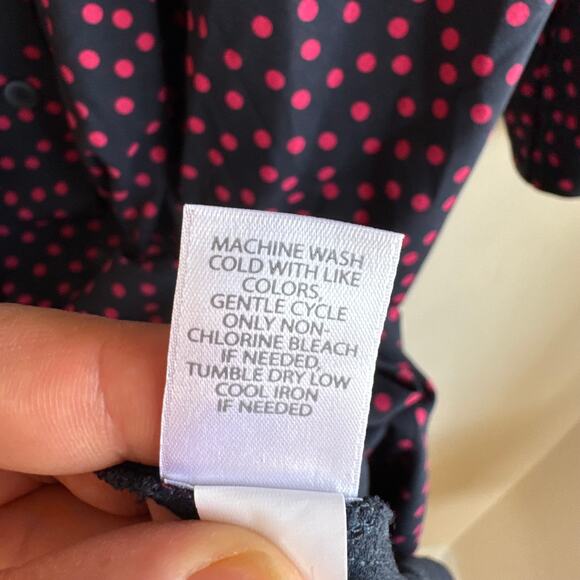 MACHINE WASH
COLD WITH LIKE
COLORS,
GENTLE CYCLE
ONLY NON-
CHLORINE BLEACH
IF NEEDED,
TUMBLE DRY LOW
COOL IRON
IF NEEDED